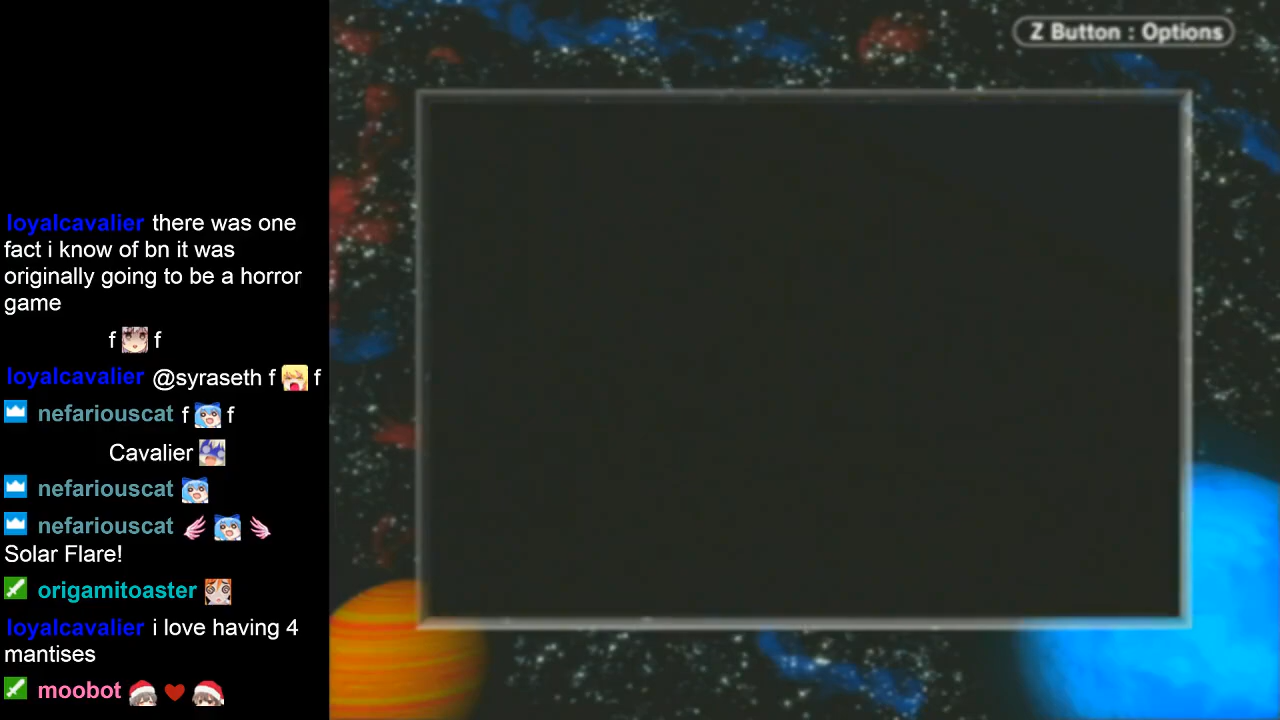 Z Button : Options
loyalcavalier there was one
fact i know of bn it was
originally going to be a horror
game
f f
loyalcavalier @syraseth f f
nefariouscat f f
Cavalier
nefariouscat
nefariouscat
Solar Flare!
origamitoaster
loyalcavalier i love having 4
mantises
moobot